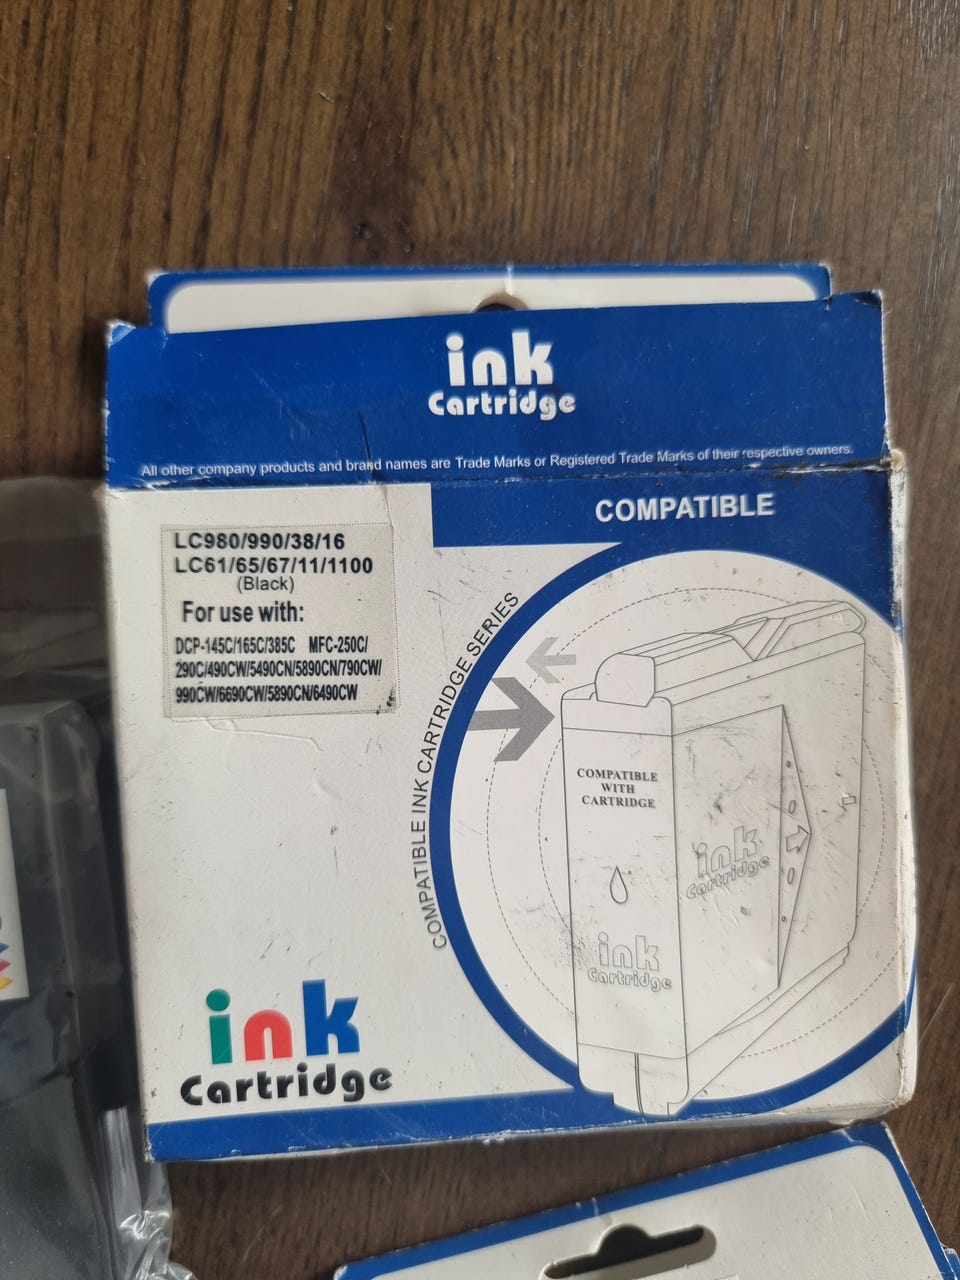 ink
Cartridge
All other company products and brand names are Trade Marks or Registered Trade Marks of their respective owners.
COMPATIBLE
LC980/990/38/16
LC61/65/67/11/1100
(Black)
For use with:
DCP-145C/165C/385C MFC-250C/
290C/490CW/5490CN/5890CN/790CW/
990CW/6690CW/5890CN/6490CW
COMPATIBLE INK CARTRIDGE SERIES
COMPATIBLE
WITH
CARTRIDGE
ink
Cartridge
ink
Cartridge
ink
Cartridge